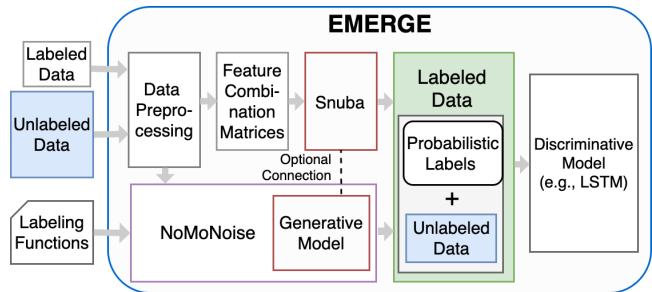 EMERGE
Labeled
Data
Unlabeled
Data
Labeling
Functions
Data
Prepro-
cessing
Feature
Combi-
nation
Matrices
Snuba
Optional
Connection
NoMoNoise
Generative
Model
Labeled
Data
Probabilistic
Labels
+
Unlabeled
Data
Discriminative
Model
(e.g., LSTM)